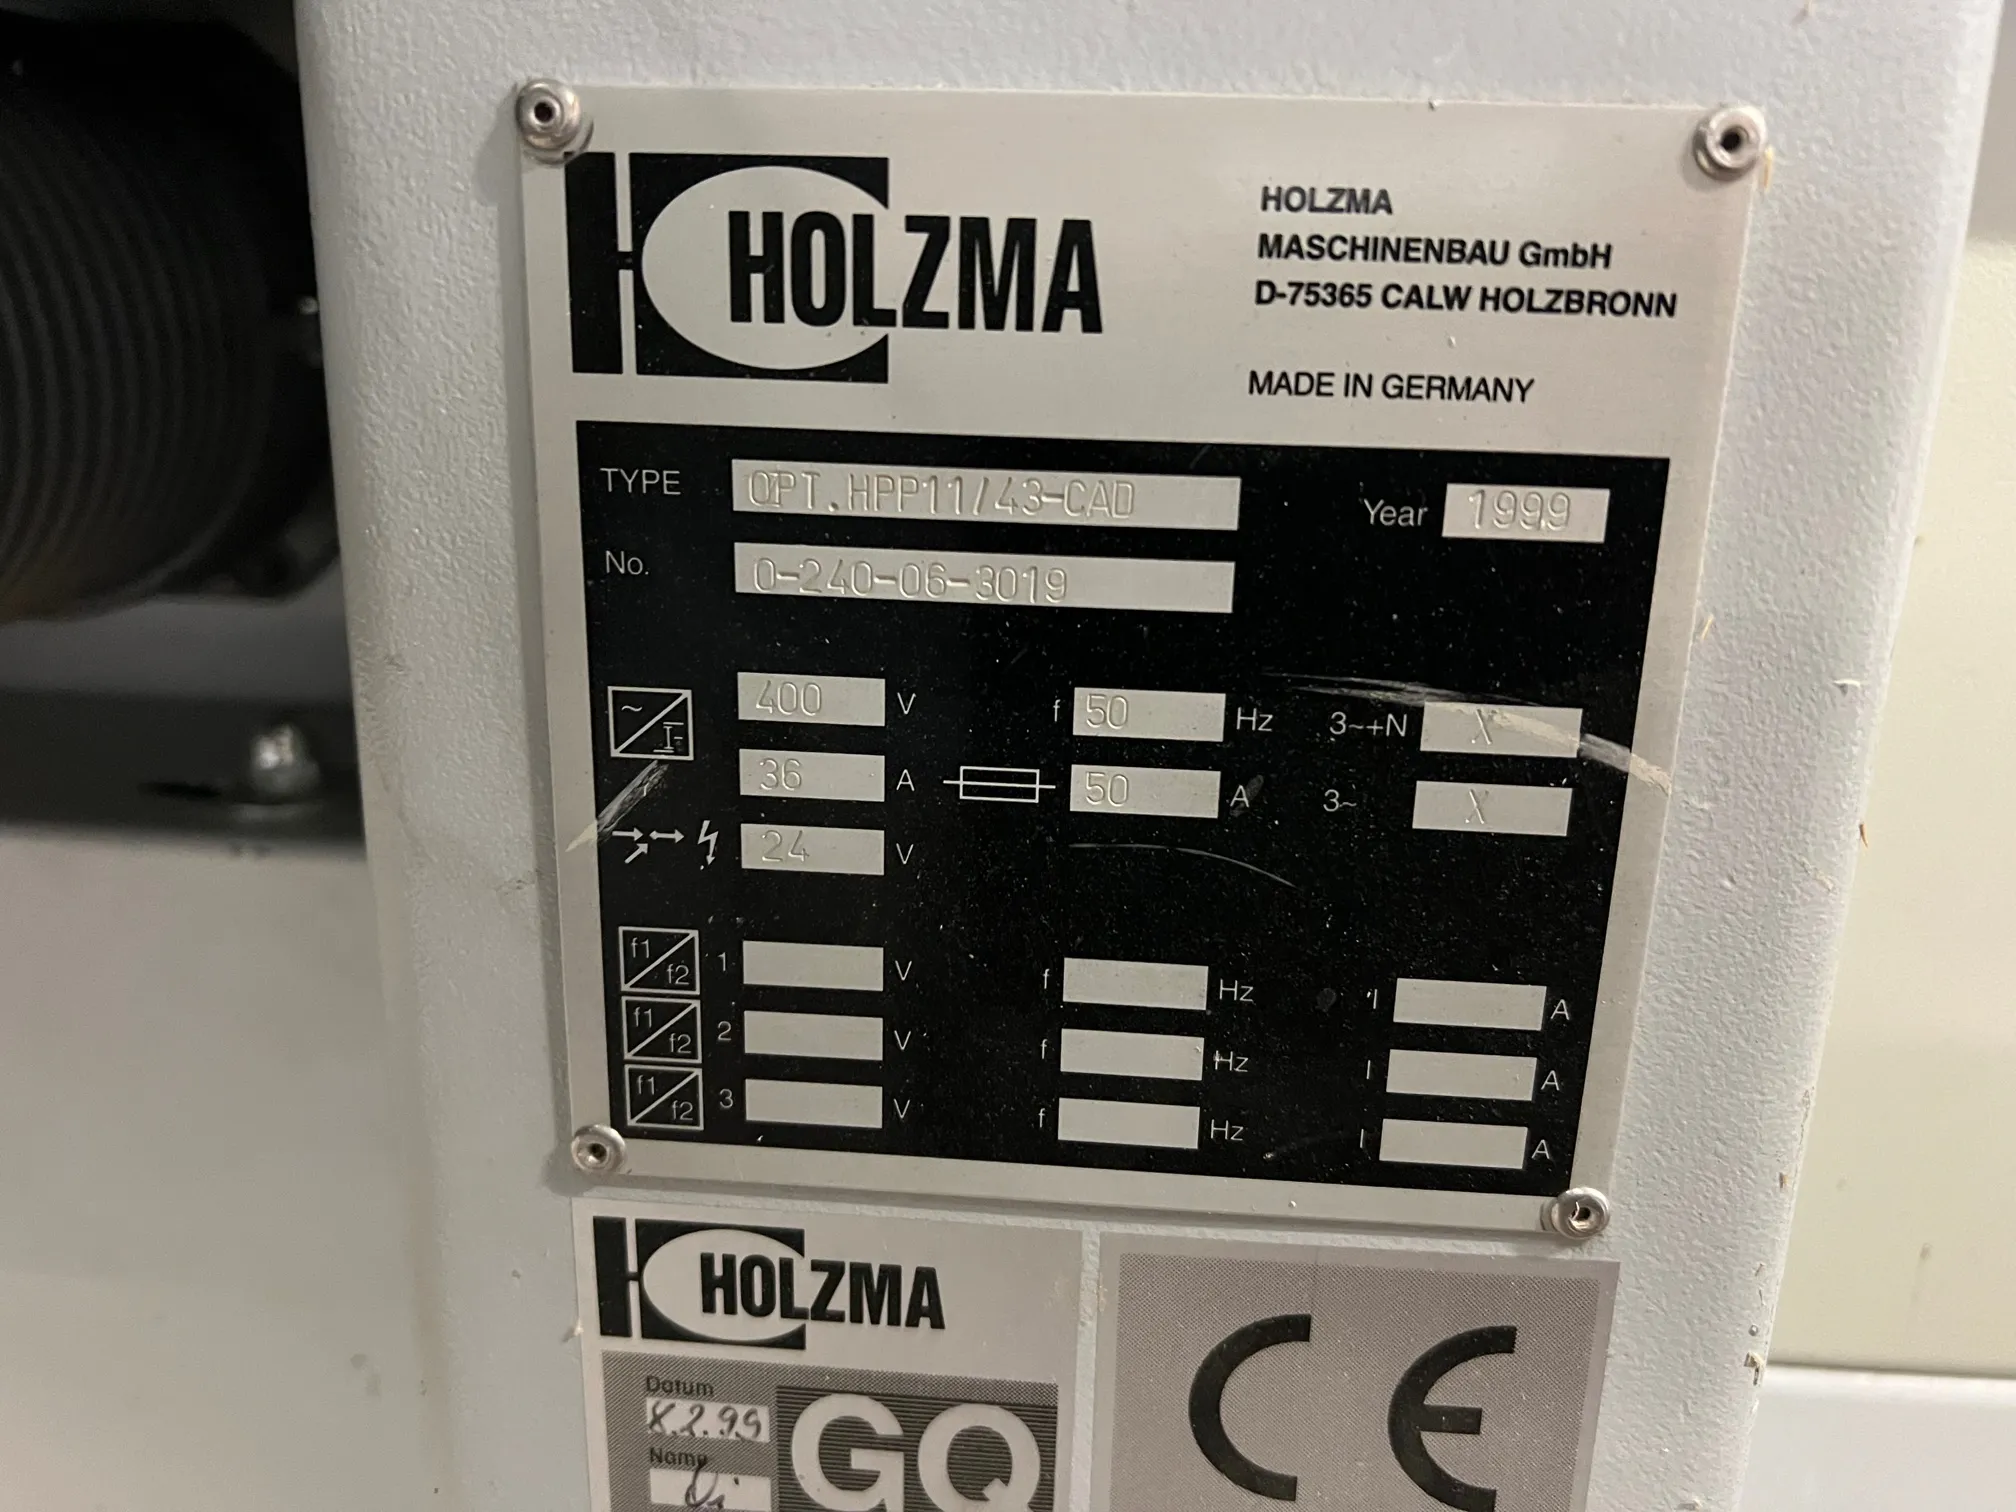 HOLZMA
HOLZMA
MASCHINENBAU GmbH
D-75365 CALW HOLZBRONN
MADE IN GERMANY
TYPE OPT.HPP11/43-CAD Year 1999
No. 0-240-06-3019
400 V f 50 Hz 3~+N X
36 A 50 A 3~ X
24 V
f1 f2 1 V f Hz I A
f1 f2 2 V f Hz I A
f1 f2 3 V f Hz I A
HOLZMA
Datum
8.2.99
Name
GQ
CE